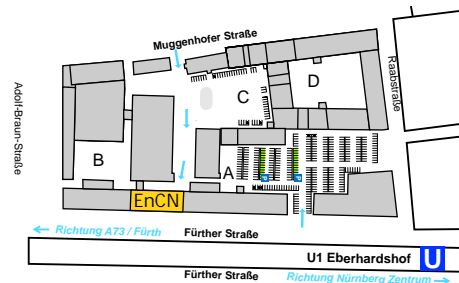 Muggenhofer Straße
Adolf-Braun-Straße
Raabstraße
D
C
B
A
P
P
EnCN
Richtung A73 / Fürth
Fürther Straße
U1 Eberhardshof
U
Fürther Straße
Richtung Nürnberg Zentrum